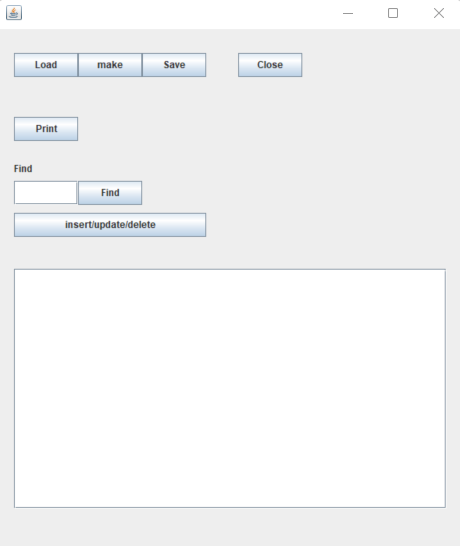 Load make Save Close
Print
Find
Find
insert/update/delete